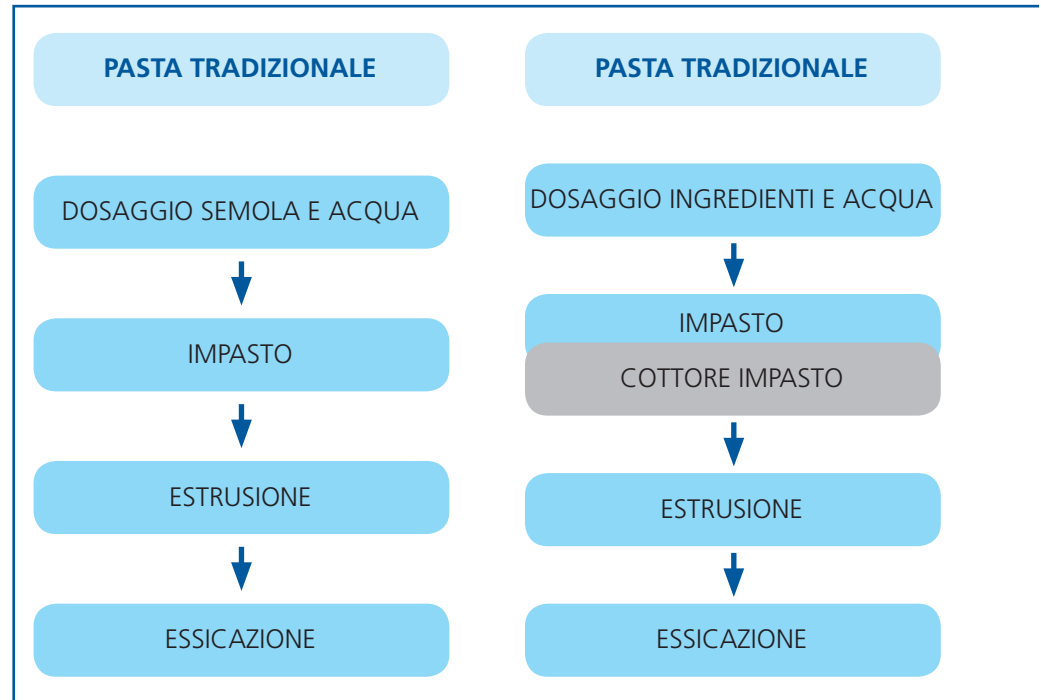 PASTA TRADIZIONALE
DOSAGGIO SEMOLA E ACQUA
IMPASTO
ESTRUSIONE
ESSICAZIONE
PASTA TRADIZIONALE
DOSAGGIO INGREDIENTI E ACQUA
IMPASTO
COTTORE IMPASTO
ESTRUSIONE
ESSICAZIONE